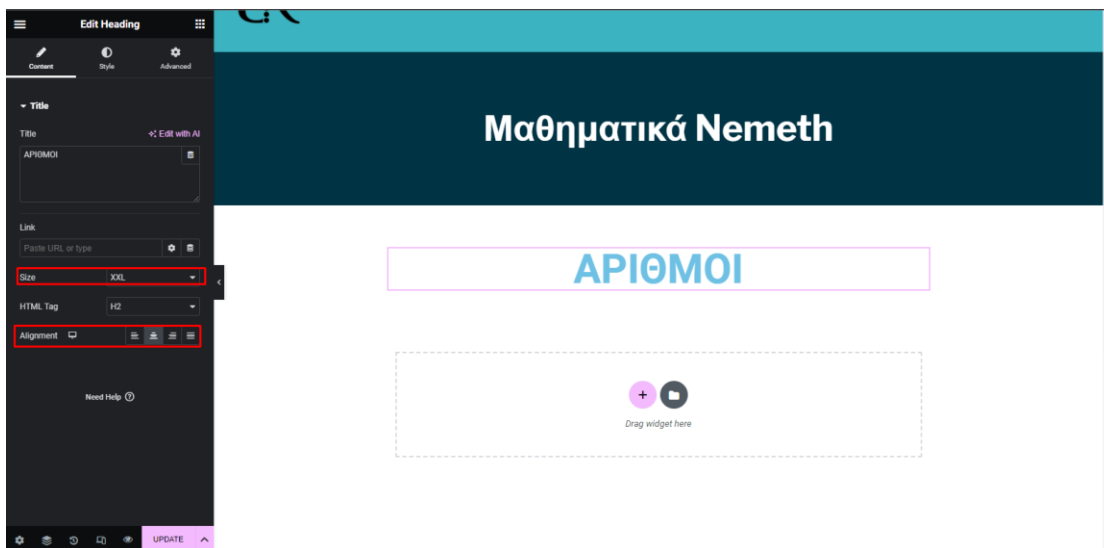 Edit Heading
Content Style Advanced
Title
Title Edit with AI
ΑΡΙΘΜΟΙ
Link
Paste URL or type
Size XXL
HTML Tag H2
Alignment
Need Help
UPDATE
Μαθηματικά Nemeth
ΑΡΙΘΜΟΙ
Drag widget here